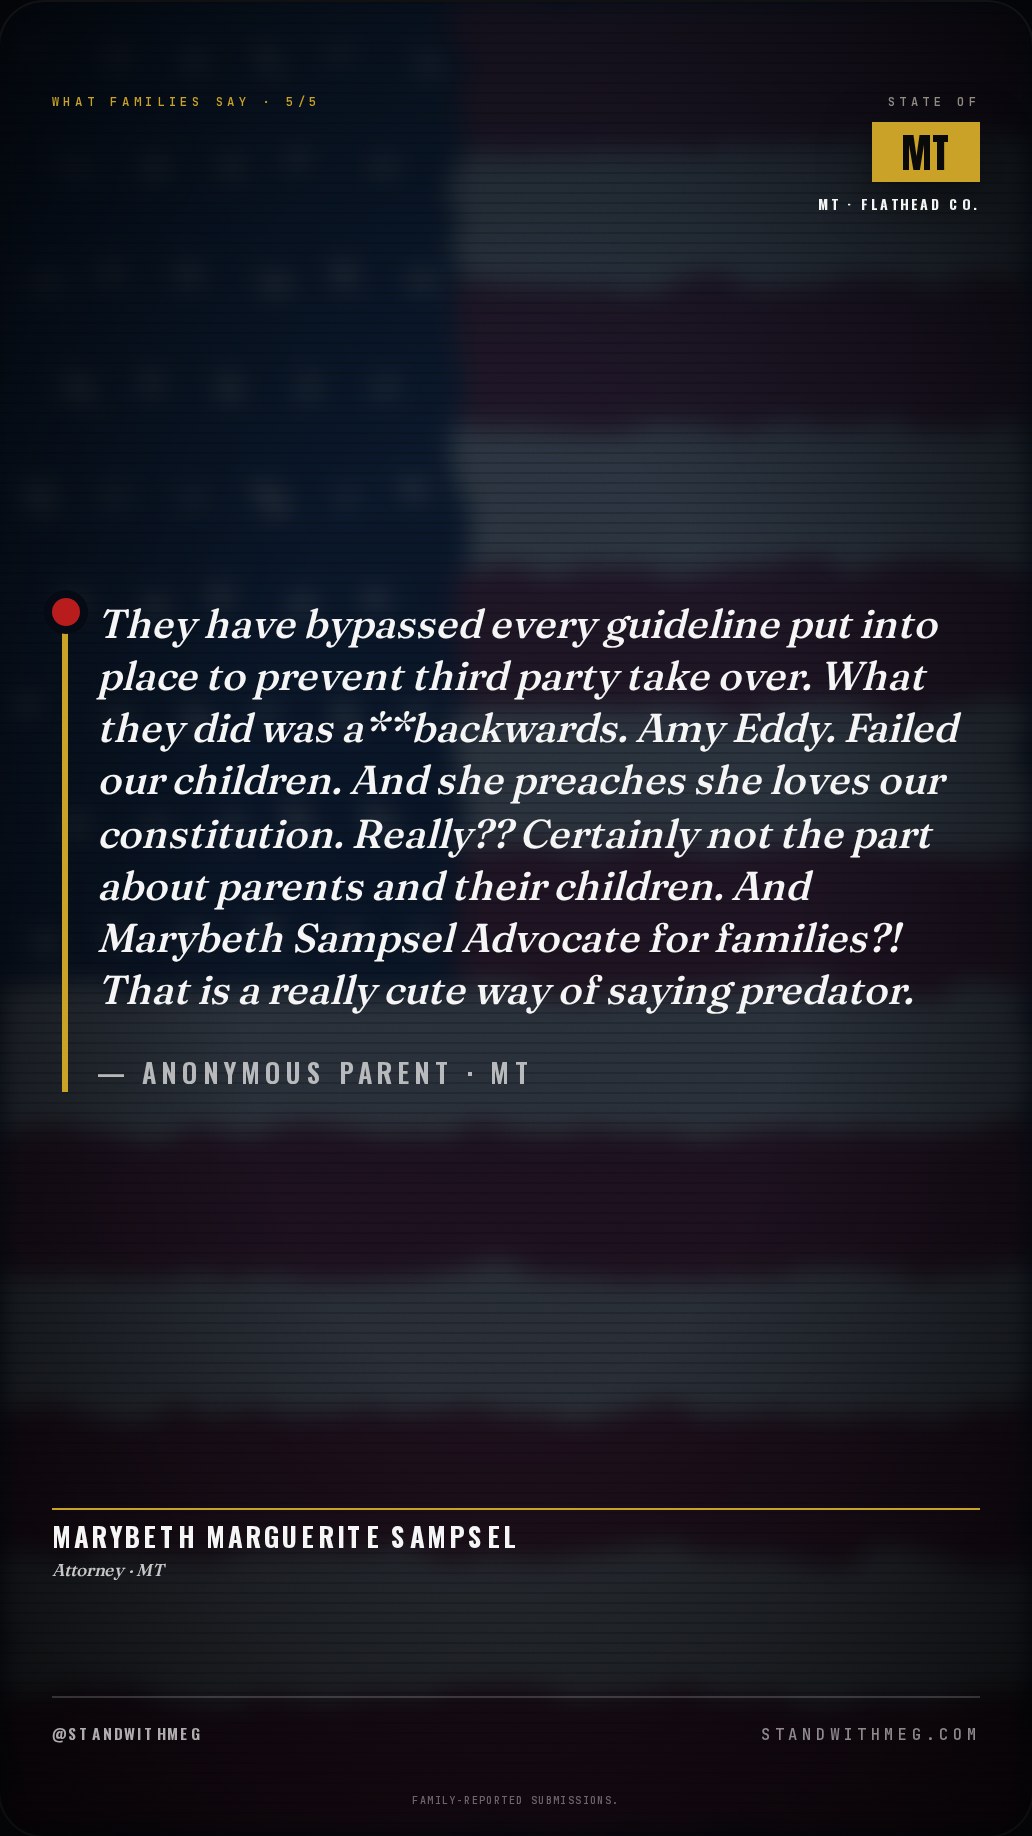 WHAT FAMILIES SAY · 5/5
STATE OF
MT
MT · FLATHEAD CO.
They have bypassed every guideline put into
place to prevent third party take over. What
they did was a**backwards. Amy Eddy. Failed
our children. And she preaches she loves our
constitution. Really?? Certainly not the part
about parents and their children. And
Marybeth Sampsel Advocate for families?!
That is a really cute way of saying predator.
— ANONYMOUS PARENT · MT
MARYBETH MARGUERITE SAMPSEL
Attorney · MT
@STANDWITHMEG
STANDWITHMEG.COM
FAMILY-REPORTED SUBMISSIONS.